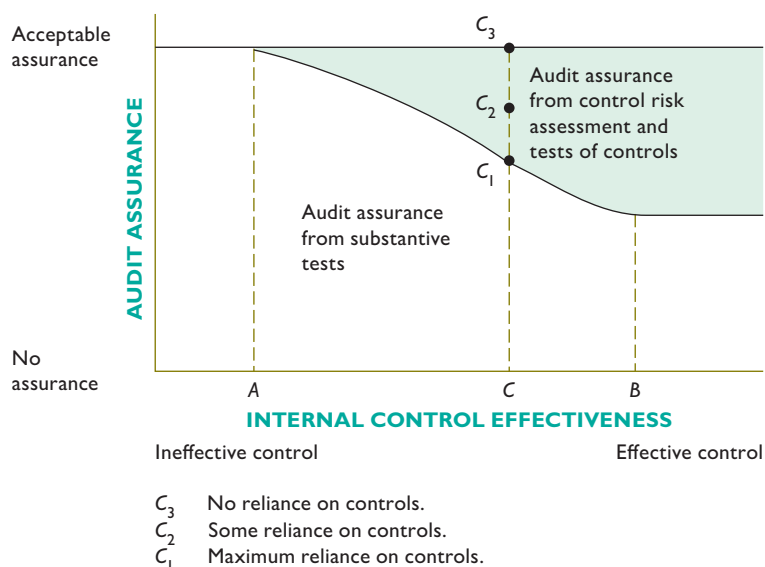 Acceptable
assurance
AUDIT ASSURANCE
C3
C2
C1
Audit assurance
from control risk
assessment and
tests of controls
Audit assurance
from substantive
tests
No
assurance
A
C
B
INTERNAL CONTROL EFFECTIVENESS
Ineffective control
Effective control
C3 No reliance on controls.
C2 Some reliance on controls.
C1 Maximum reliance on controls.